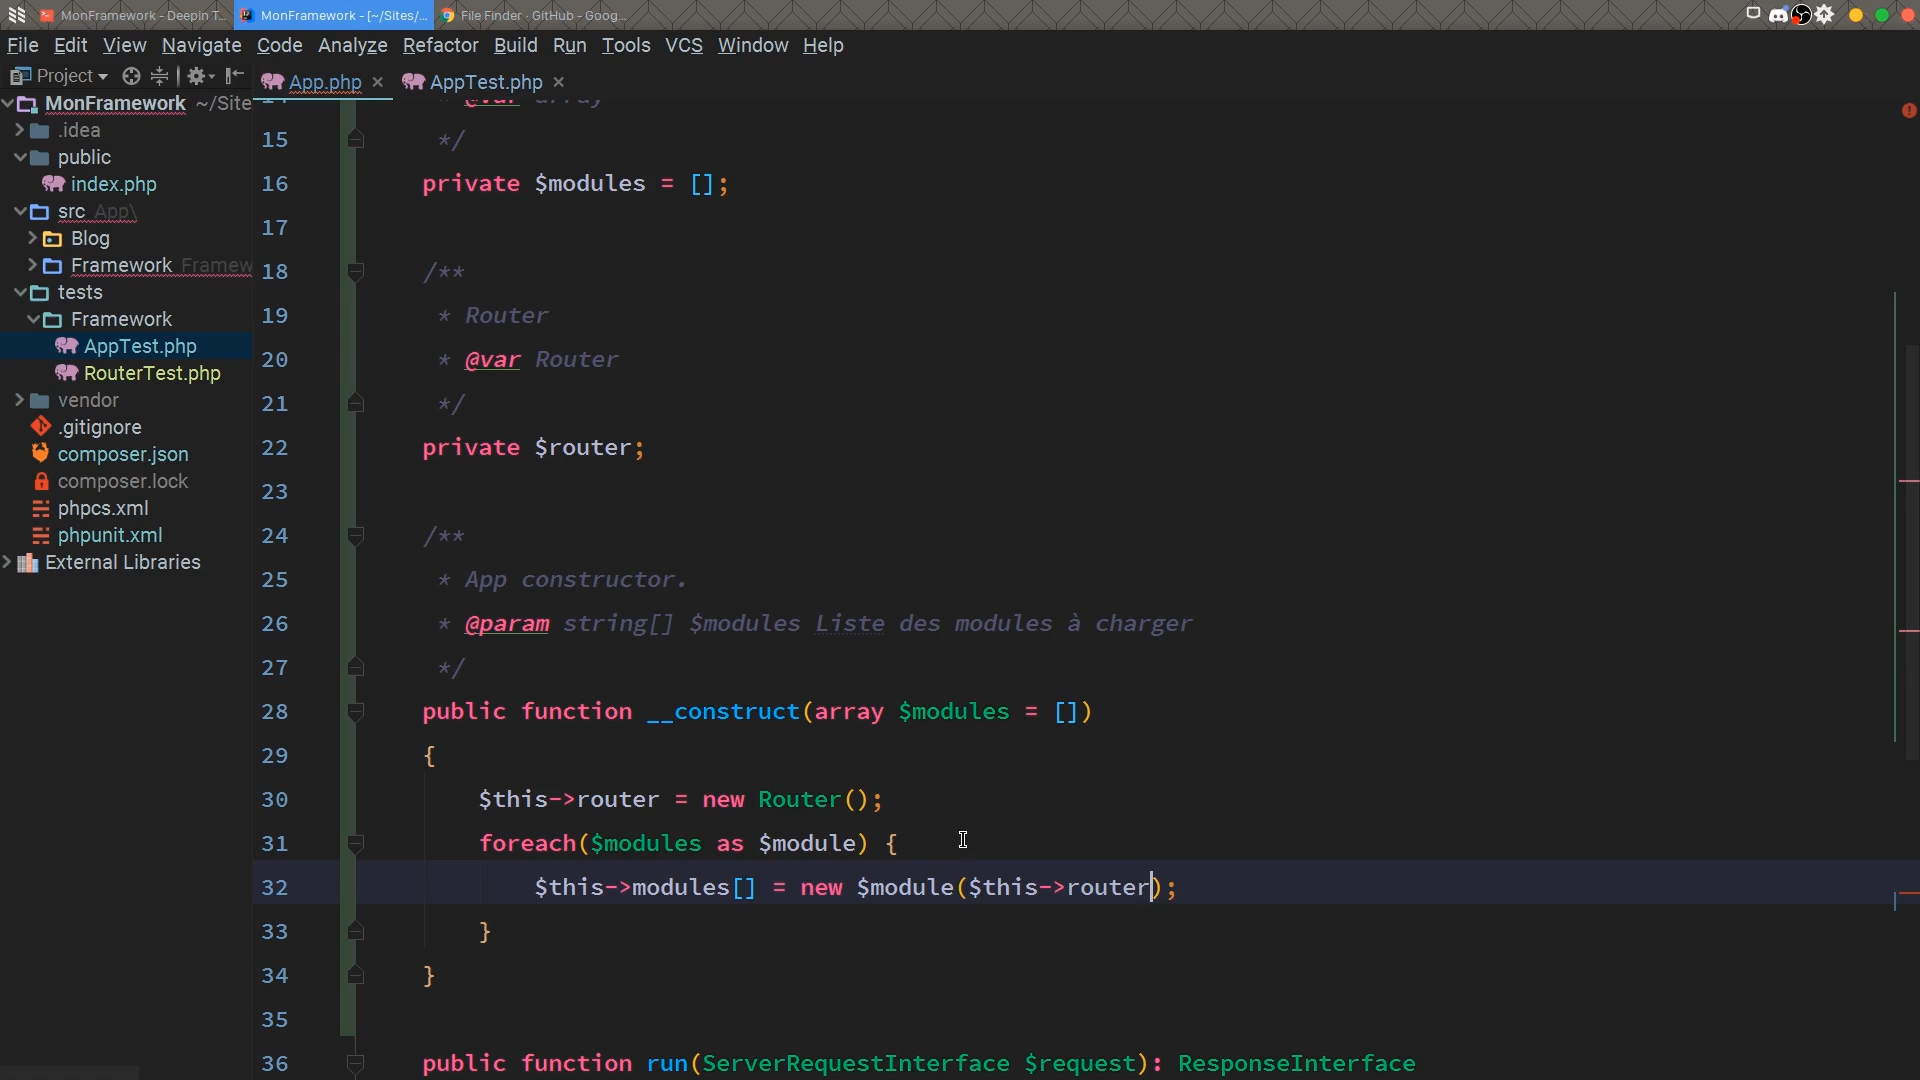 MonFramework - Deepin T...
MonFramework - [~/Sites/...
File Finder · GitHub - Goog...
File Edit View Navigate Code Analyze Refactor Build Run Tools VCS Window Help
Project
App.php
AppTest.php
MonFramework ~/Site
.idea
public
index.php
src App\
Blog
Framework Framew
tests
Framework
AppTest.php
RouterTest.php
vendor
.gitignore
composer.json
composer.lock
phpcs.xml
phpunit.xml
External Libraries
14 * @var array
15 */
16 private $modules = [];
17
18 /**
19 * Router
20 * @var Router
21 */
22 private $router;
23
24 /**
25 * App constructor.
26 * @param string[] $modules Liste des modules à charger
27 */
28 public function __construct(array $modules = [])
29 {
30 $this->router = new Router();
31 foreach($modules as $module) {
32 $this->modules[] = new $module($this->router);
33 }
34 }
35
36 public function run(ServerRequestInterface $request): ResponseInterface